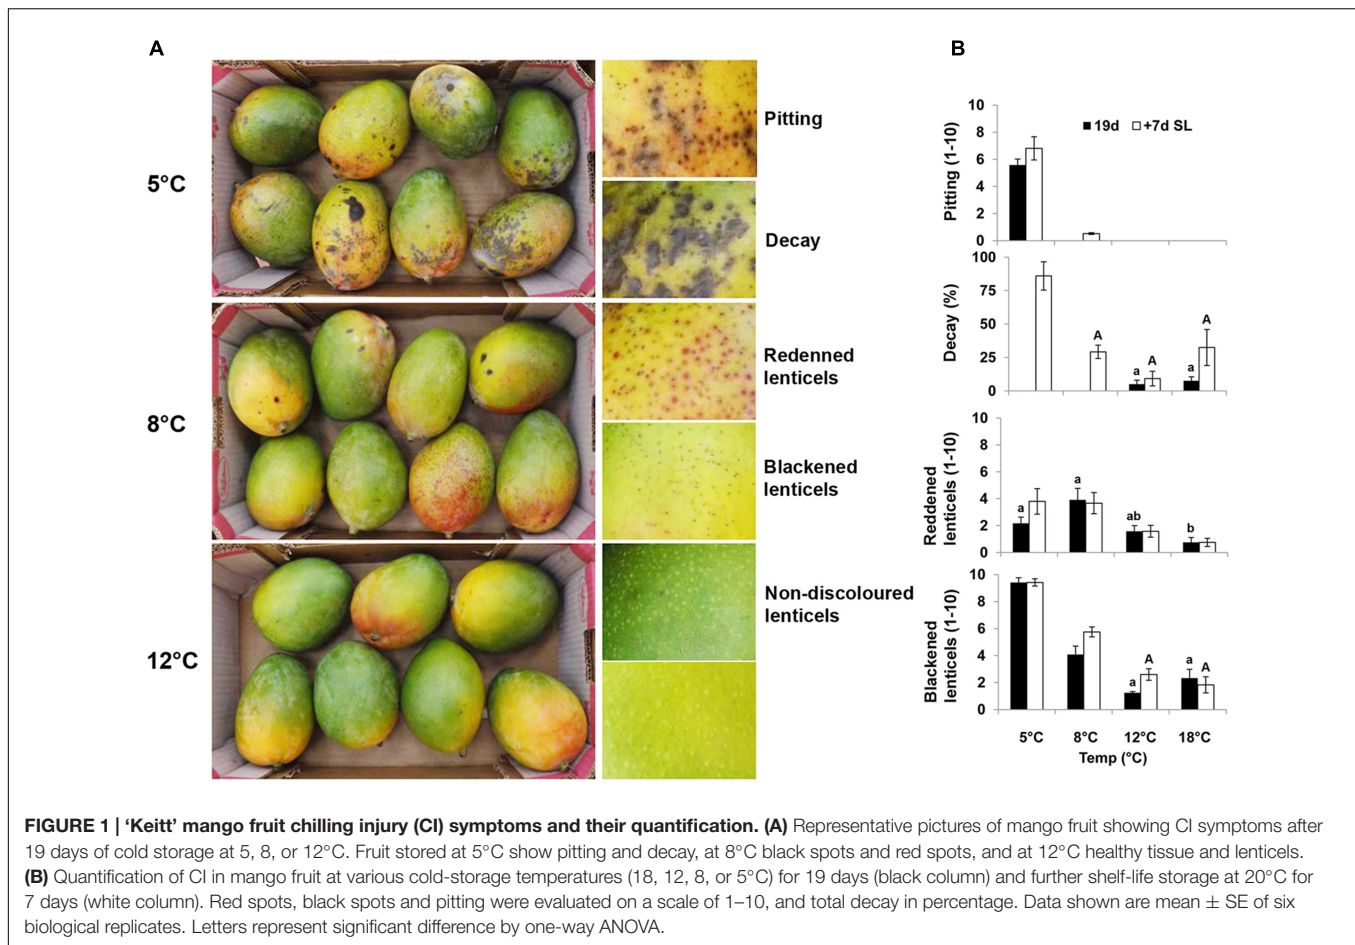 A
B
5°C
8°C
12°C
Pitting
Decay
Redenned
lenticels
Blackened
lenticels
Non-discoloured
lenticels
19d
+7d SL
Pitting (1-10)
10
8
6
4
2
0
Decay (%)
100
75
50
25
0
A
a
A
a
A
Reddened
lenticels (1-10)
10
8
6
4
2
0
a
a
ab
b
Blackened
lenticels (1-10)
10
8
6
4
2
0
a
A
a
A
5°C 8°C 12°C 18°C
Temp (°C)
FIGURE 1 | ‘Keitt’ mango fruit chilling injury (CI) symptoms and their quantification. (A) Representative pictures of mango fruit showing CI symptoms after
19 days of cold storage at 5, 8, or 12°C. Fruit stored at 5°C show pitting and decay, at 8°C black spots and red spots, and at 12°C healthy tissue and lenticels.
(B) Quantification of CI in mango fruit at various cold-storage temperatures (18, 12, 8, or 5°C) for 19 days (black column) and further shelf-life storage at 20°C for
7 days (white column). Red spots, black spots and pitting were evaluated on a scale of 1–10, and total decay in percentage. Data shown are mean ± SE of six
biological replicates. Letters represent significant difference by one-way ANOVA.